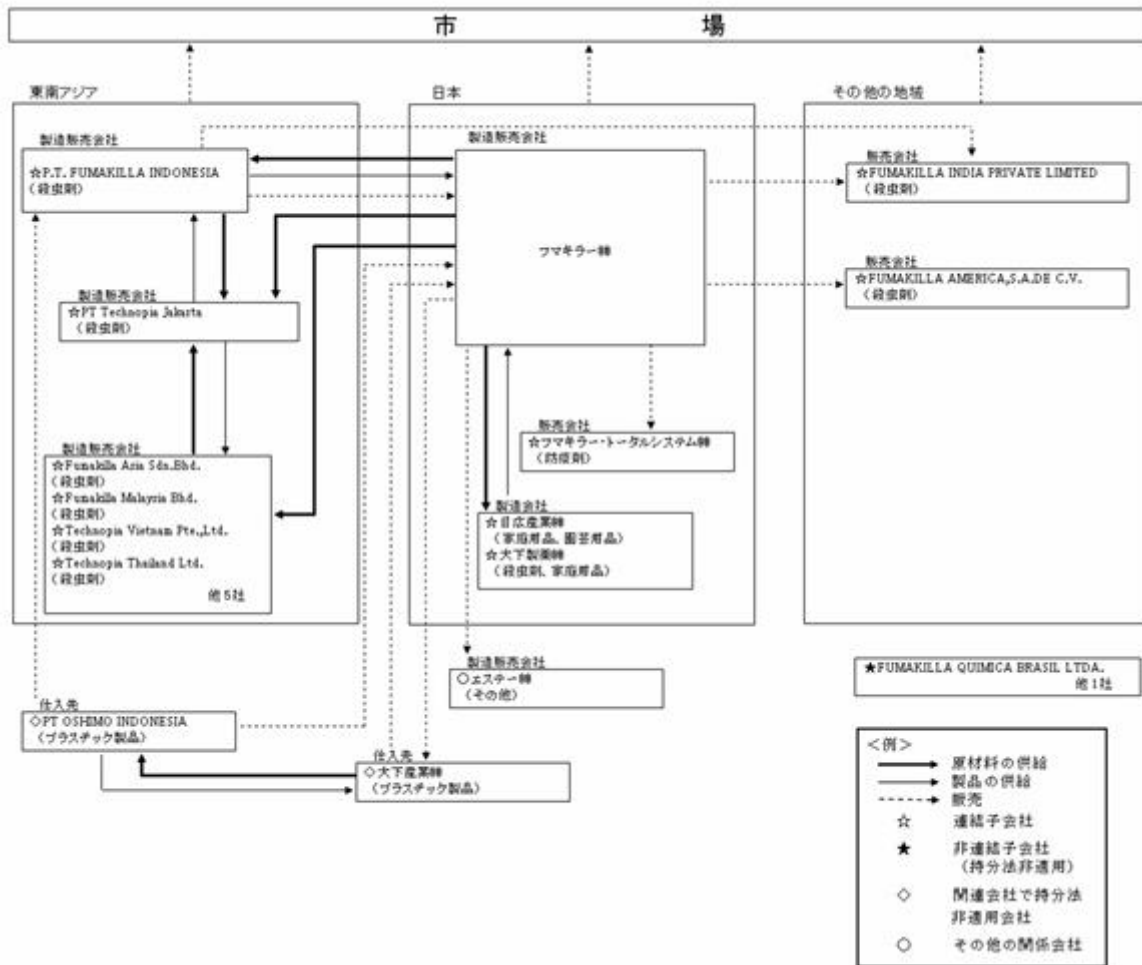 市場
東南アジア
製造販売会社
☆P.T. FUMAKILLA INDONESIA
（殺虫剤）
製造販売会社
☆PT Technopia Jakarta
（殺虫剤）
製造販売会社
☆Fumakilla Asia Sdn.Bhd.
（殺虫剤）
☆Fumakilla Malaysia Bhd.
（殺虫剤）
☆Technopia Vietnam Pte.,Ltd.
（殺虫剤）
☆Technopia Thailand Ltd.
（殺虫剤）
他5社
日本
製造販売会社
フマキラー㈱
販売会社
☆フマキラー・トータルシステム㈱
（防疫剤）
製造会社
☆日広産業㈱
（家庭用品、園芸用品）
☆大下製薬㈱
（殺虫剤、家庭用品）
その他の地域
販売会社
☆FUMAKILLA INDIA PRIVATE LIMITED
（殺虫剤）
販売会社
☆FUMAKILLA AMERICA,S.A.DE C.V.
（殺虫剤）
製造販売会社
○エステー㈱
（その他）
★FUMAKILLA QUIMICA BRASIL LTDA.
他1社
仕入先
◇PT OSHIMO INDONESIA
（プラスチック製品）
仕入先
◇大下産業㈱
（プラスチック製品）
＜例＞
原材料の供給
製品の供給
販売
☆ 連結子会社
★ 非連結子会社
（持分法非適用）
◇ 関連会社で持分法
非適用会社
○ その他の関係会社